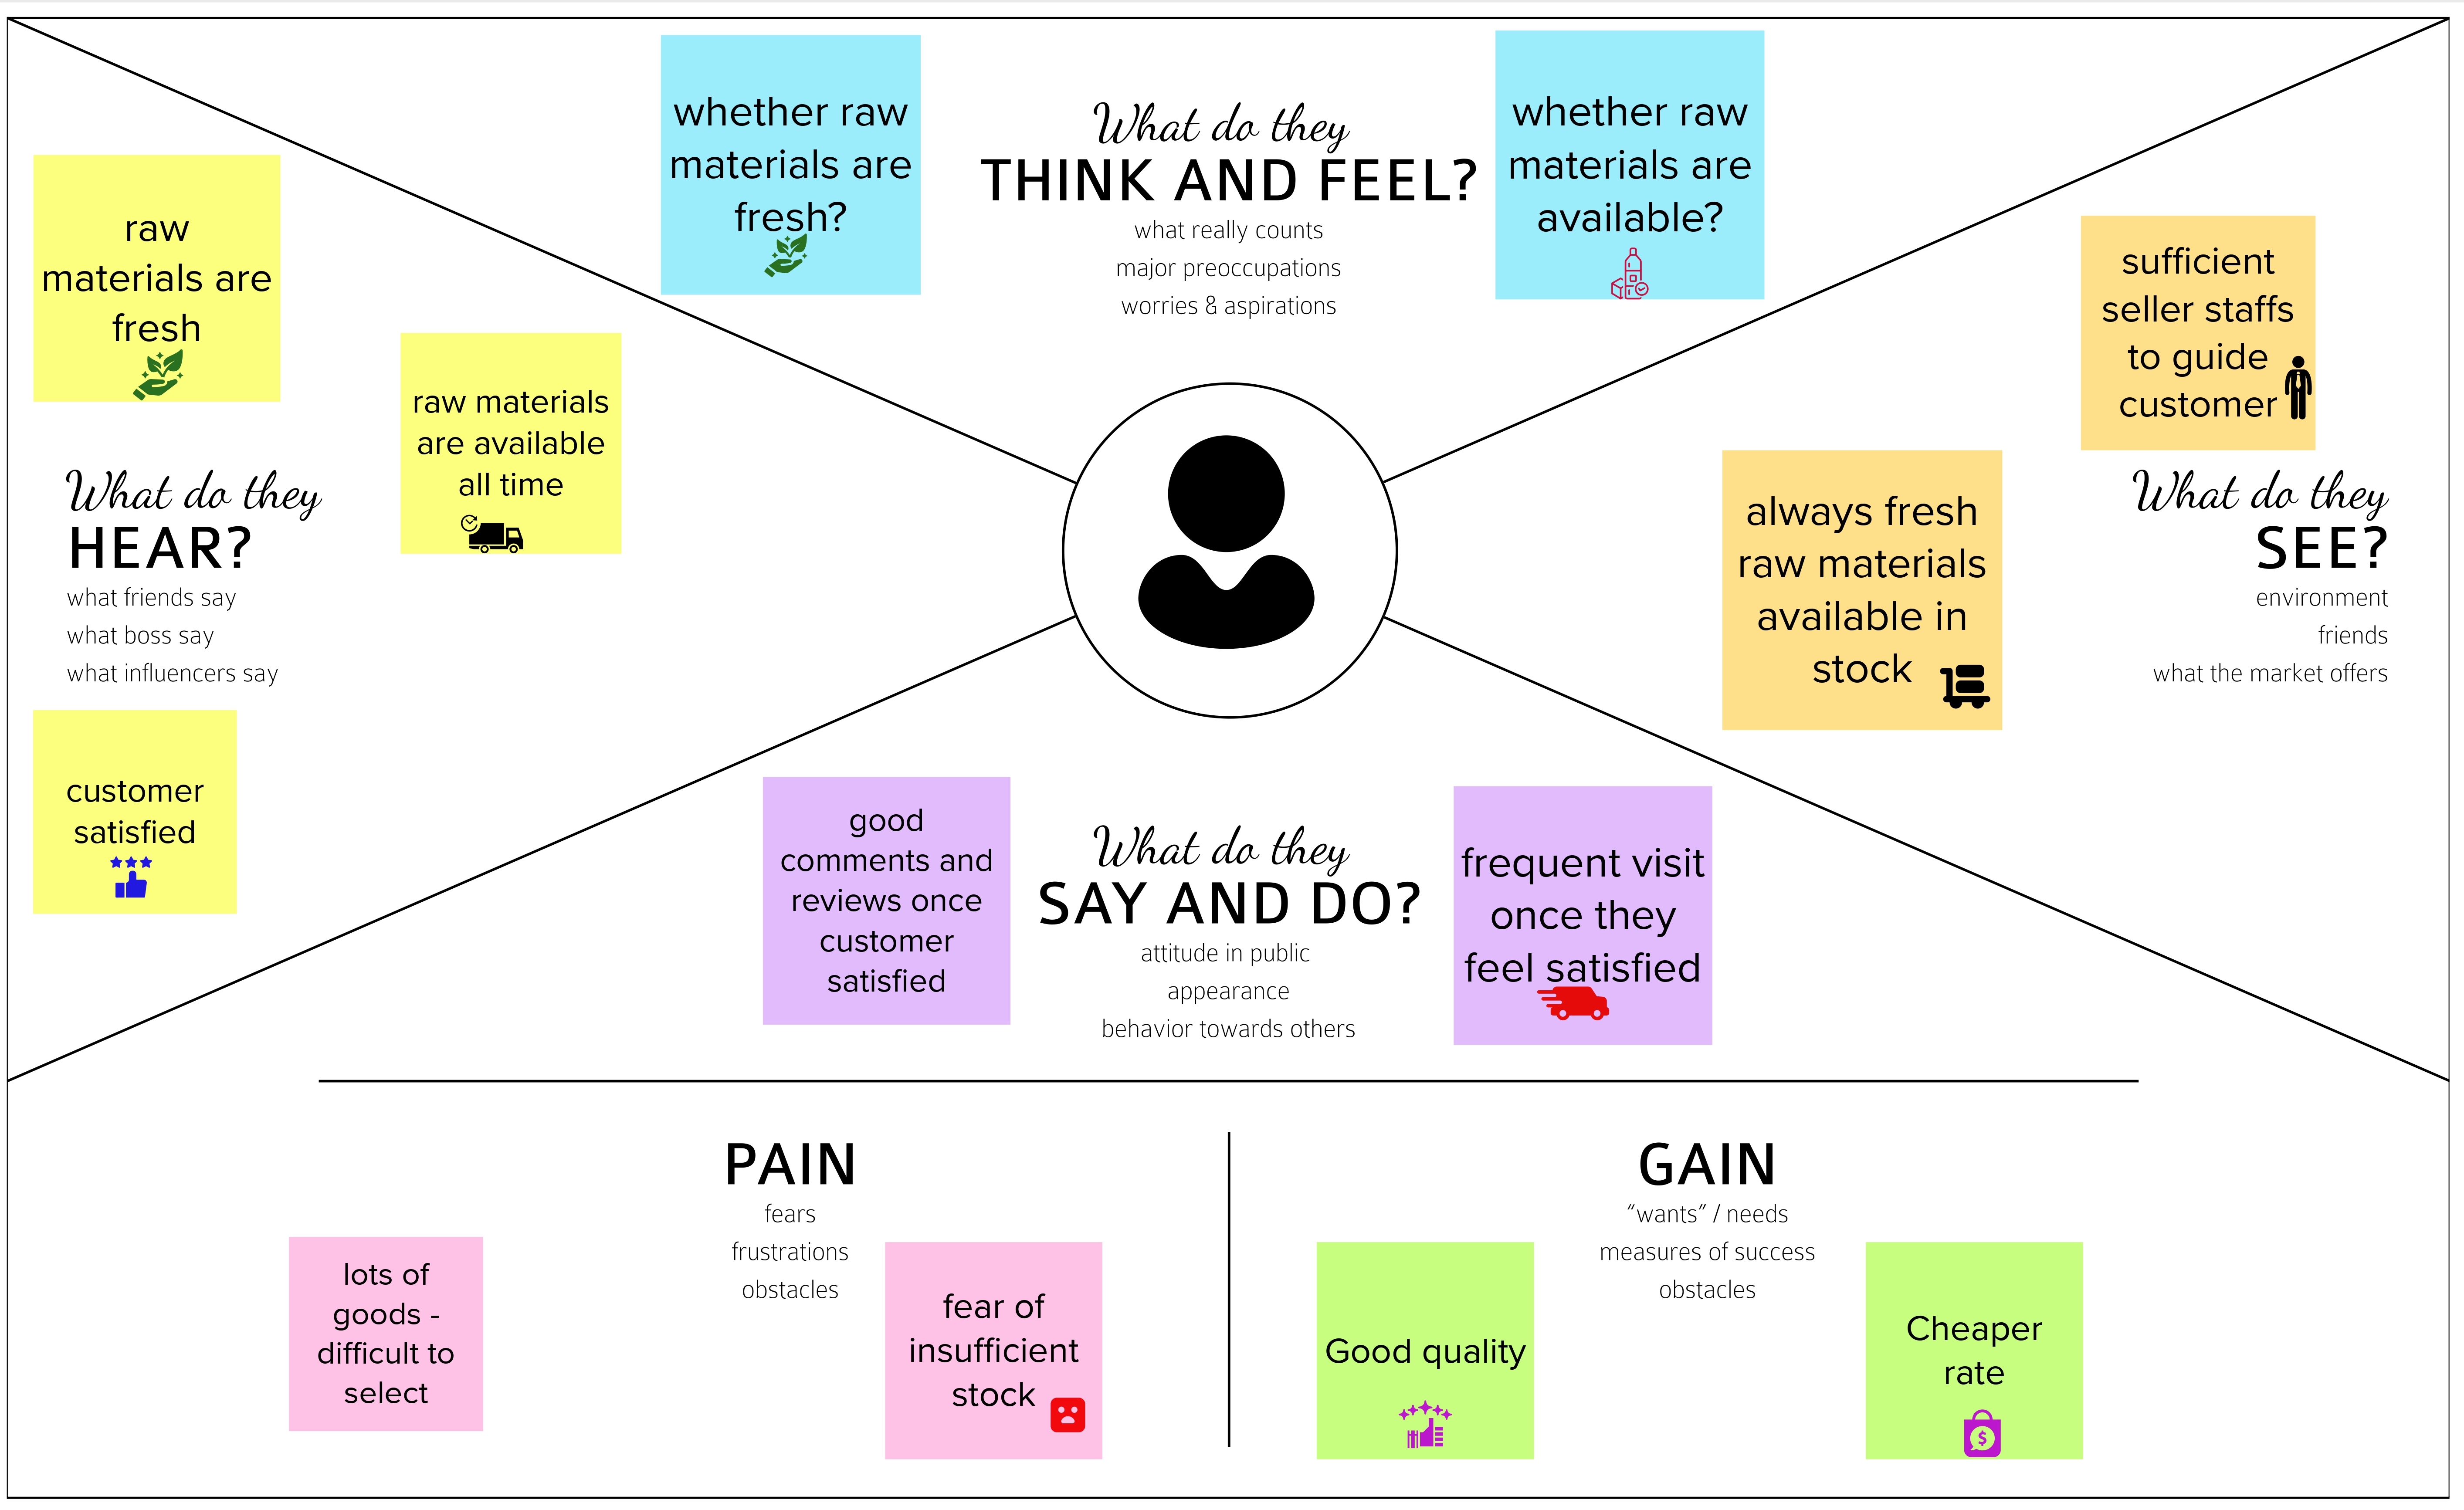 whether raw
materials are
fresh?
What do they
THINK AND FEEL?
what really counts
major preoccupations
worries & aspirations
whether raw
materials are
available?
raw
materials are
fresh
raw materials
are available
all time
What do they
HEAR?
what friends say
what boss say
what influencers say
customer
satisfied
sufficient
seller staffs
to guide
customer
always fresh
raw materials
available in
stock
What do they
SEE?
environment
friends
what the market offers
good
comments and
reviews once
customer
satisfied
What do they
SAY AND DO?
attitude in public
appearance
behavior towards others
frequent visit
once they
feel satisfied
PAIN
fears
frustrations
obstacles
lots of
goods -
difficult to
select
fear of
insufficient
stock
GAIN
“wants” / needs
measures of success
obstacles
Good quality
Cheaper
rate
$